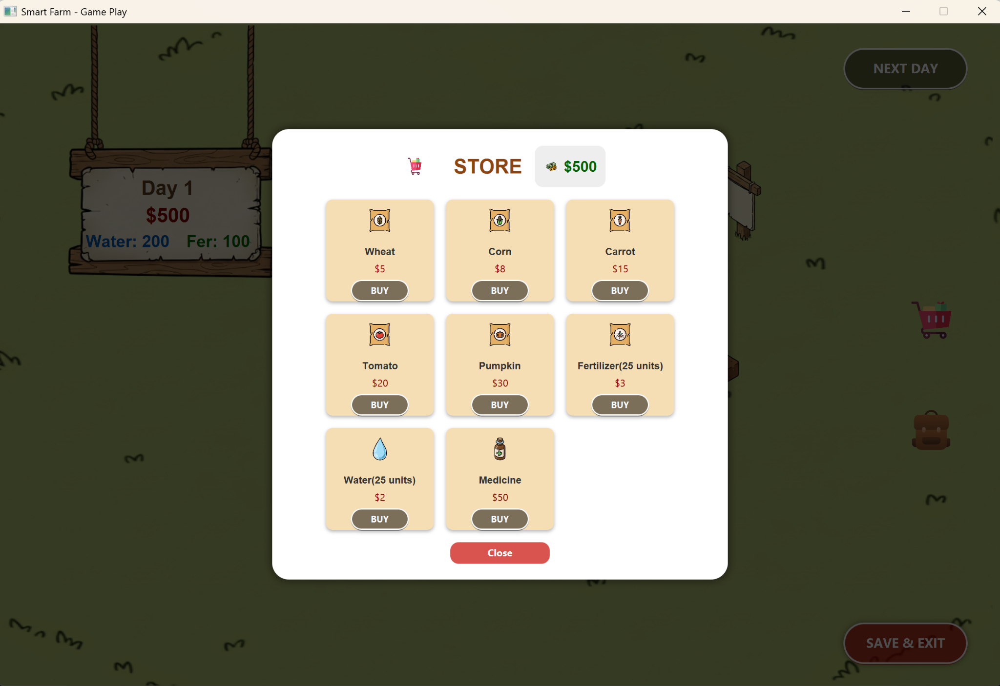 Smart Farm - Game Play
NEXT DAY
Day 1
$500
Water: 200 Fer: 100
STORE
$500
Wheat
$5
BUY
Corn
$8
BUY
Carrot
$15
BUY
Tomato
$20
BUY
Pumpkin
$30
BUY
Fertilizer(25 units)
$3
BUY
Water(25 units)
$2
BUY
Medicine
$50
BUY
Close
SAVE & EXIT